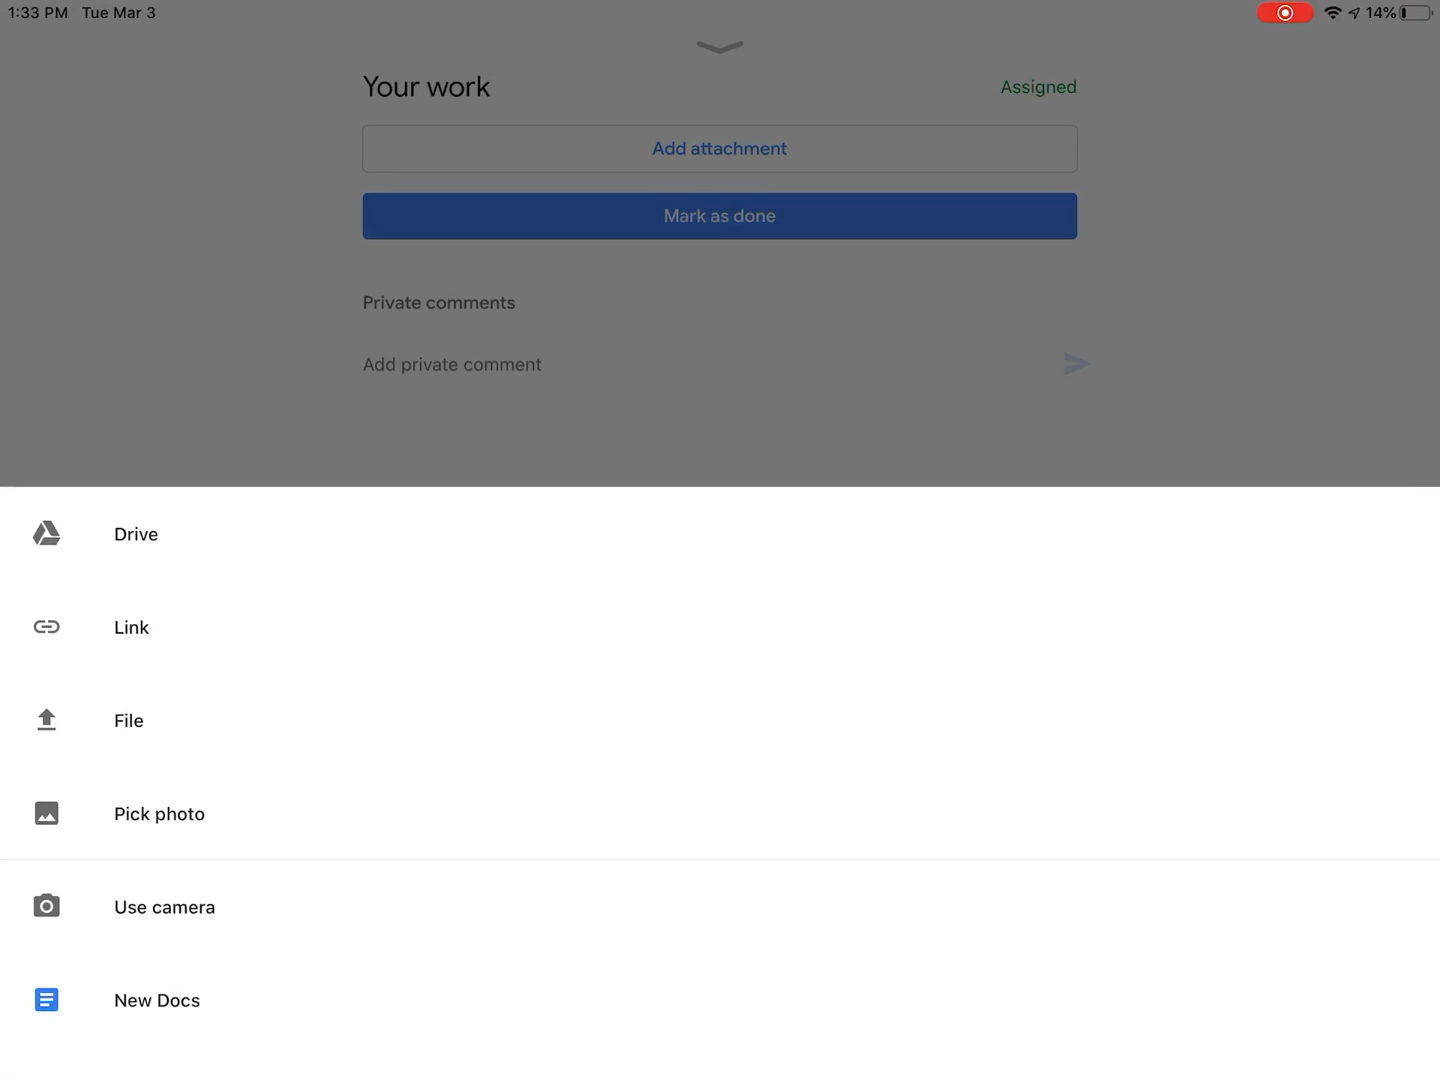 1:33 PM Tue Mar 3 14%
Your work Assigned
Add attachment
Mark as done
Private comments
Add private comment
Drive
Link
File
Pick photo
Use camera
New Docs